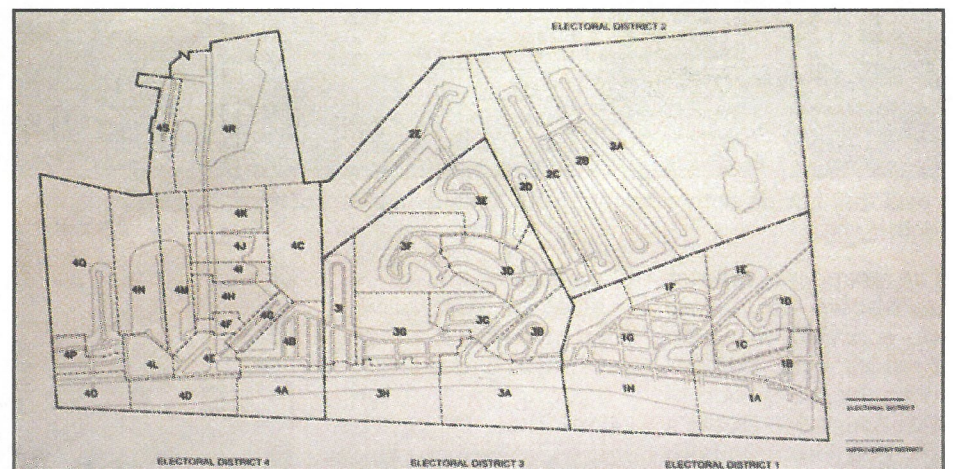 ELECTORAL DISTRICT 2
4S
4R
2E
2A
2B
2C
2D
3E
4K
4J
4C
4I
4Q
4N
4M
4H
4F
4G
4B
4E
4P
4L
4O
4D
4A
3F
3D
3I
3G
3C
3B
3H
3A
1E
1F
1D
1G
1C
1B
1H
1A
ELECTORAL DISTRICT
IMPROVEMENT DISTRICT
ELECTORAL DISTRICT 4
ELECTORAL DISTRICT 3
ELECTORAL DISTRICT 1